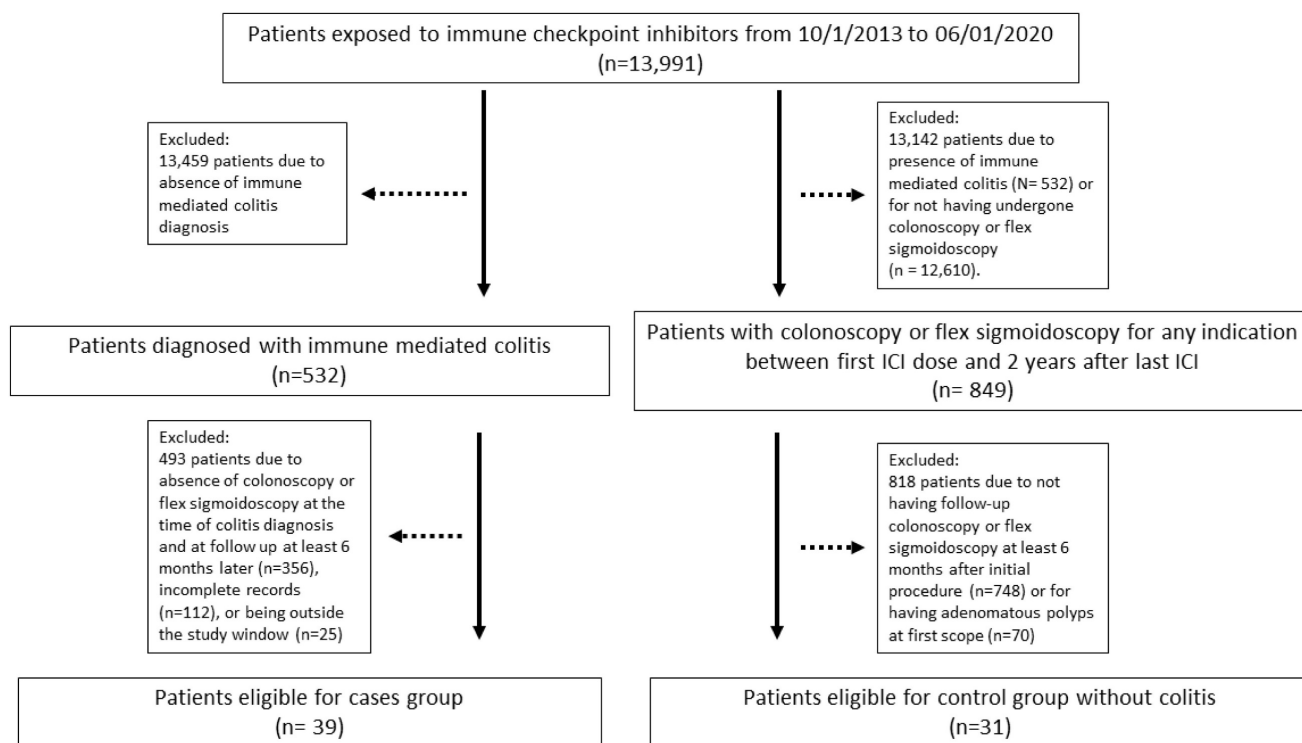 Patients exposed to immune checkpoint inhibitors from 10/1/2013 to 06/01/2020
(n=13,991)
Excluded:
13,459 patients due to
absence of immune
mediated colitis
diagnosis
Excluded:
13,142 patients due to
presence of immune
mediated colitis (N= 532) or
for not having undergone
colonoscopy or flex
sigmoidoscopy
(n = 12,610).
Patients diagnosed with immune mediated colitis
(n=532)
Patients with colonoscopy or flex sigmoidoscopy for any indication
between first ICI dose and 2 years after last ICI
(n= 849)
Excluded:
493 patients due to
absence of colonoscopy or
flex sigmoidoscopy at the
time of colitis diagnosis
and at follow up at least 6
months later (n=356),
incomplete records
(n=112), or being outside
the study window (n=25)
Excluded:
818 patients due to not
having follow-up
colonoscopy or flex
sigmoidoscopy at least 6
months after initial
procedure (n=748) or for
having adenomatous polyps
at first scope (n=70)
Patients eligible for cases group
(n= 39)
Patients eligible for control group without colitis
(n=31)